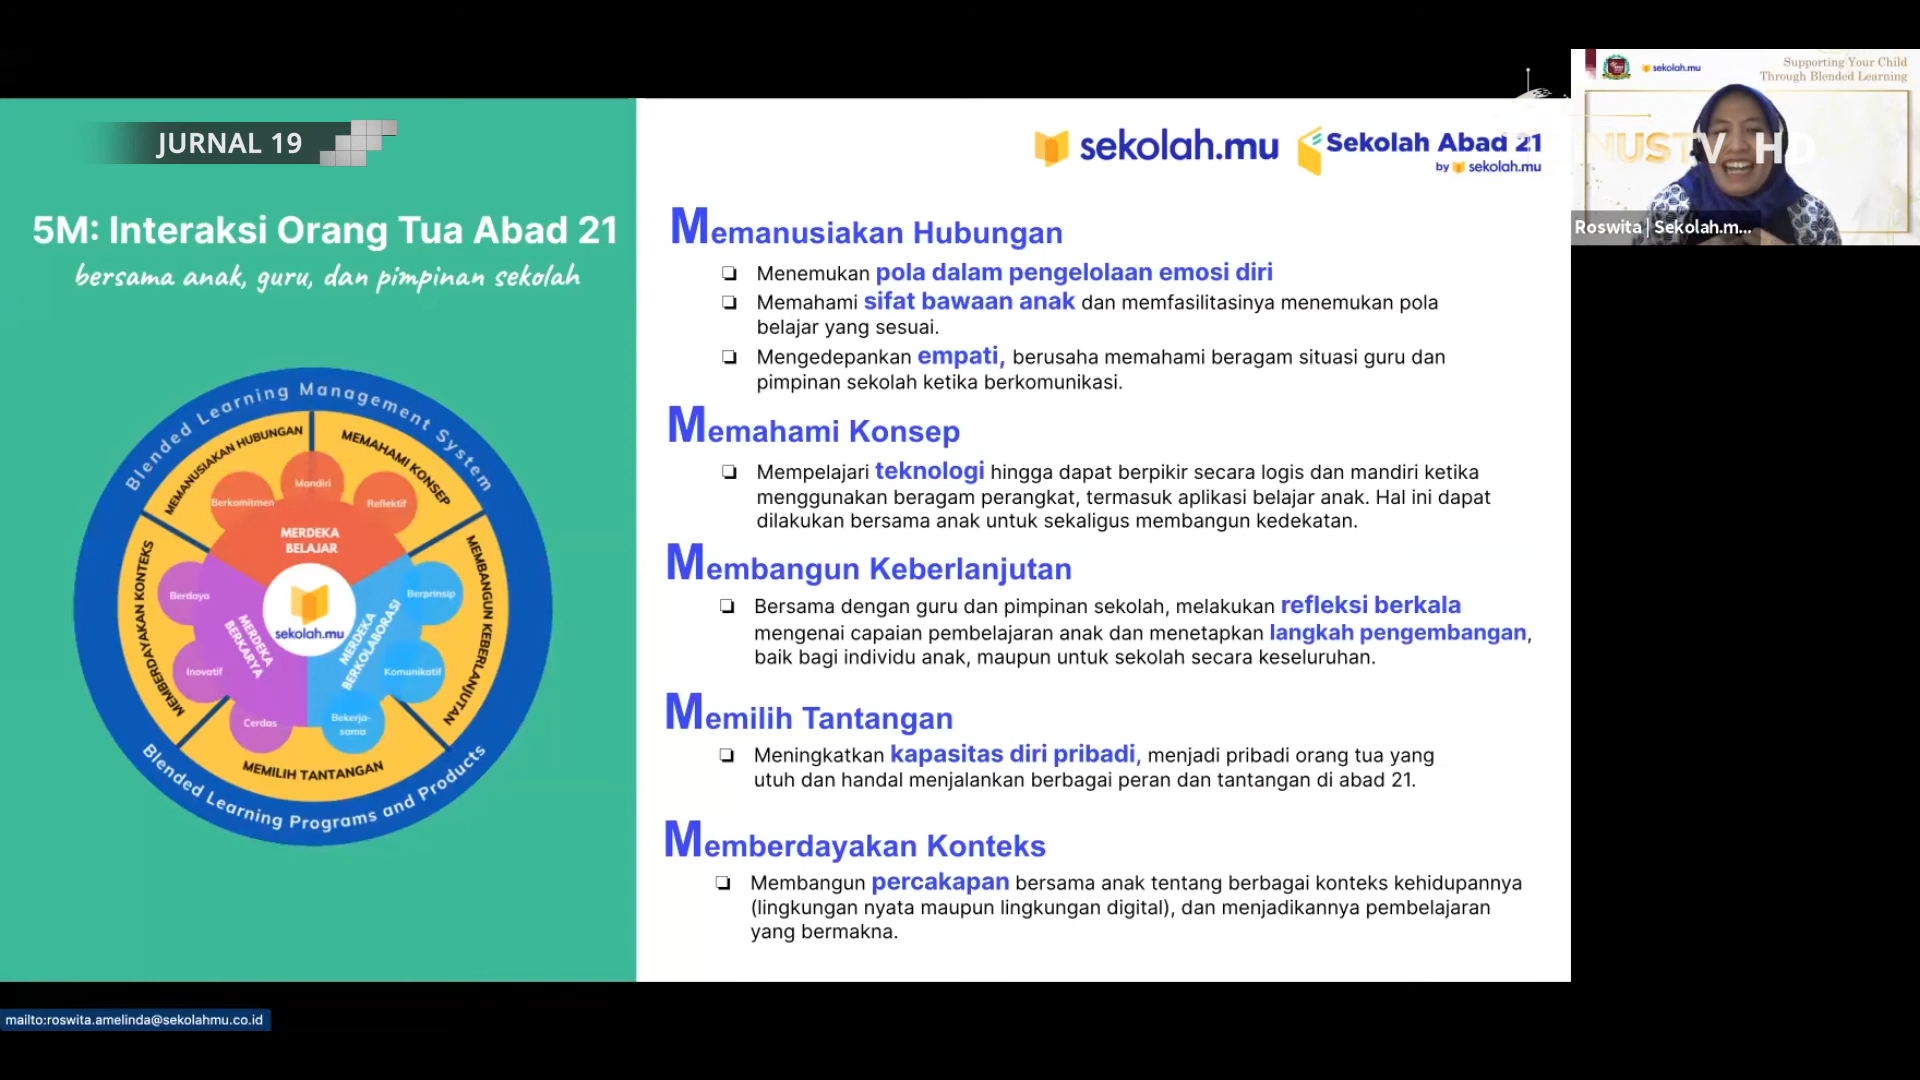 JURNAL 19
5M: Interaksi Orang Tua Abad 21
bersama anak, guru, dan pimpinan sekolah
Blended Learning Management System
MEMANUSIAKAN HUBUNGAN
MEMAHAMI KONSEP
MEMBANGUN KEBERLANJUTAN
MEMILIH TANTANGAN
MEMBERDAYAKAN KONTEKS
Berkomitmen
Mandiri
Reflektif
MERDEKA
BELAJAR
Berprinsip
Komunikatif
Bekerja-
sama
MERDEKA
BERKOLABORASI
Berdaya
Inovatif
Cerdas
MERDEKA
BERKARYA
sekolah.mu
Blended Learning Programs and Products
sekolah.mu
Sekolah Abad 21
by sekolah.mu
Memanusiakan Hubungan
❏ Menemukan pola dalam pengelolaan emosi diri
❏ Memahami sifat bawaan anak dan memfasilitasinya menemukan pola
belajar yang sesuai.
❏ Mengedepankan empati, berusaha memahami beragam situasi guru dan
pimpinan sekolah ketika berkomunikasi.
Memahami Konsep
❏ Mempelajari teknologi hingga dapat berpikir secara logis dan mandiri ketika
menggunakan beragam perangkat, termasuk aplikasi belajar anak. Hal ini dapat
dilakukan bersama anak untuk sekaligus membangun kedekatan.
Membangun Keberlanjutan
❏ Bersama dengan guru dan pimpinan sekolah, melakukan refleksi berkala
mengenai capaian pembelajaran anak dan menetapkan langkah pengembangan,
baik bagi individu anak, maupun untuk sekolah secara keseluruhan.
Memilih Tantangan
❏ Meningkatkan kapasitas diri pribadi, menjadi pribadi orang tua yang
utuh dan handal menjalankan berbagai peran dan tantangan di abad 21.
Memberdayakan Konteks
❏ Membangun percakapan bersama anak tentang berbagai konteks kehidupannya
(lingkungan nyata maupun lingkungan digital), dan menjadikannya pembelajaran
yang bermakna.
sekolah.mu
Supporting Your Child
Through Blended Learning
NUSTV HD
Roswita | Sekolah.m...
mailto:roswita.amelinda@sekolahmu.co.id